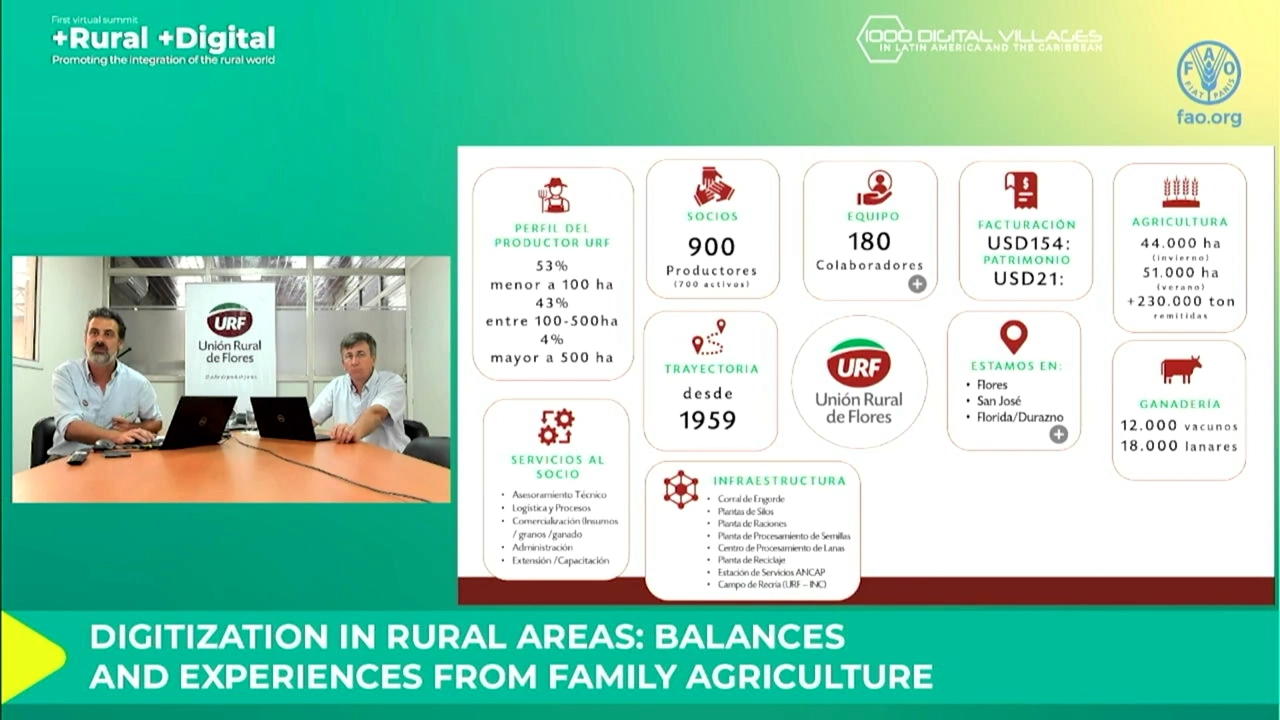 First virtual summit
+Rural +Digital
Promoting the integration of the rural world
1000 DIGITAL VILLAGES
IN LATIN AMERICA AND THE CARIBBEAN
F A O
FIAT PANIS
fao.org
URF
Unión Rural
de Flores
PERFIL DEL
PRODUCTOR URF
53%
menor a 100 ha
43%
entre 100-500ha
4%
mayor a 500 ha
SOCIOS
900
Productores
(700 activos)
EQUIPO
180
Colaboradores
FACTURACIÓN
USD154:
PATRIMONIO
USD21:
AGRICULTURA
44.000 ha
(invierno)
51.000 ha
(verano)
+230.000 ton
remitidas
TRAYECTORIA
desde
1959
URF
Unión Rural
de Flores
ESTAMOS EN:
• Flores
• San José
• Florida/Durazno
GANADERÍA
12.000 vacunos
18.000 lanares
SERVICIOS AL
SOCIO
• Asesoramiento Técnico
• Logística y Procesos
• Comercialización (Insumos
/ granos /ganado
• Administración
• Extensión /Capacitación
INFRAESTRUCTURA
• Corral de Engorde
• Plantas de Silos
• Planta de Raciones
• Planta de Procesamiento de Semillas
• Centro de Procesamiento de Lanas
• Planta de Reciclaje
• Estación de Servicios ANCAP
• Campo de Recría (URF – INC)
DIGITIZATION IN RURAL AREAS: BALANCES
AND EXPERIENCES FROM FAMILY AGRICULTURE